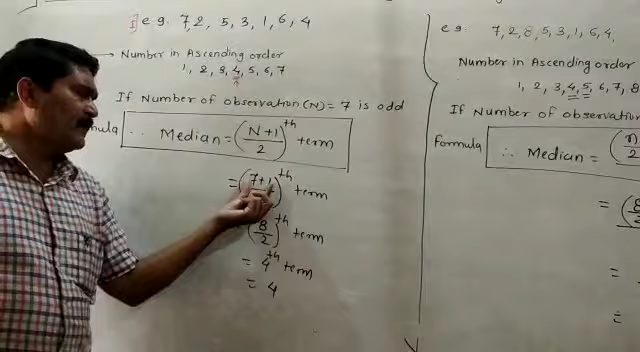 1] e.g. 7, 2, 5, 3, 1, 6, 4
→ Number in Ascending order
1, 2, 3, 4, 5, 6, 7
If Number of observation (N) = 7 is odd
∴ Median = (N+1/2)th term
= (7+1)th term
(8/2)th term
= 4th term
= 4
e.g. 7, 2, 8, 5, 3, 1, 6, 4,
Number in Ascending order
1, 2, 3, 4, 5, 6, 7, 8
If Number of observation
Formula ∴ Median = (n/2
= (8/
=
=